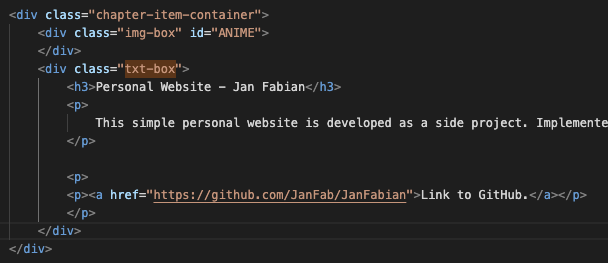 <div class="chapter-item-container">
<div class="img-box" id="ANIME">
</div>
<div class="txt-box">
<h3>Personal Website - Jan Fabian</h3>
<p>
This simple personal website is developed as a side project. Implemente
</p>
<p>
<p><a href="https://github.com/JanFab/JanFabian">Link to GitHub.</a></p>
</p>
</div>
</div>